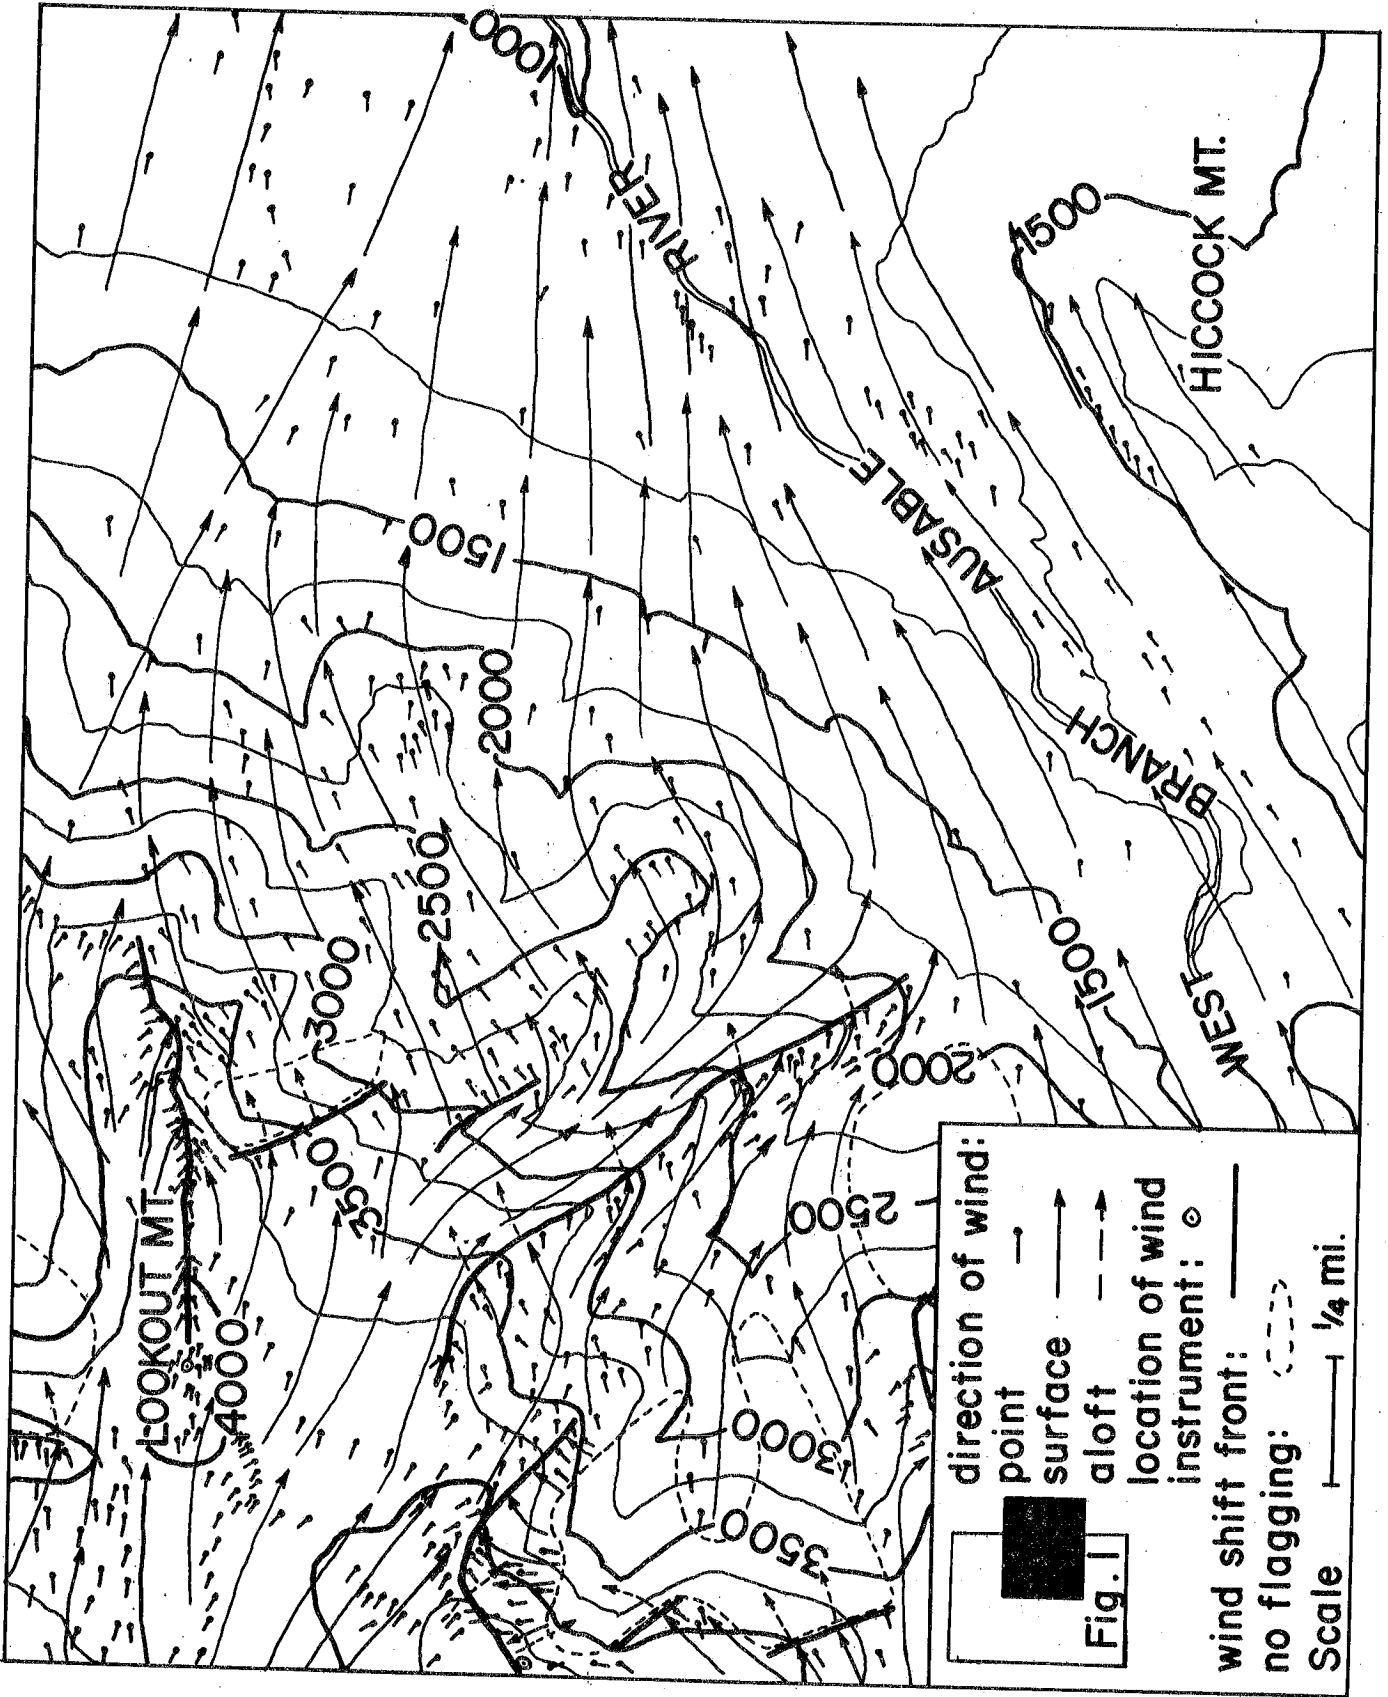 LOOKOUT MT.
4000
3500
3000
2500
2000
1500
1000
RIVER
AUSABLE
BRANCH
WEST
1500
HICCOCK MT.
1500
2000
2500
3000
3500
direction of wind:
point
surface
aloft
location of wind
instrument:
wind shift front:
no flagging:
Scale 1/4 mi.
Fig. 1